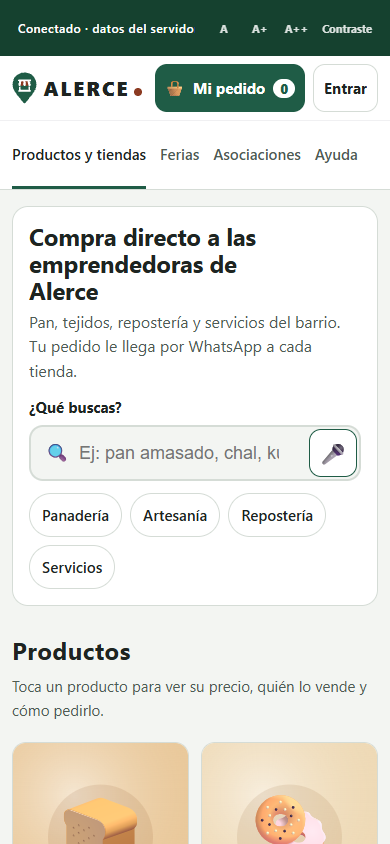 Conectado · datos del servido
A
A+
A++
Contraste
ALERCE
Mi pedido 0
Entrar
Productos y tiendas
Ferias
Asociaciones
Ayuda
Compra directo a las
emprendedoras de
Alerce
Pan, tejidos, repostería y servicios del barrio.
Tu pedido le llega por WhatsApp a cada
tienda.
¿Qué buscas?
Ej: pan amasado, chal,
Panadería
Artesanía
Repostería
Servicios
Productos
Toca un producto para ver su precio, quién lo vende y
cómo pedirlo.